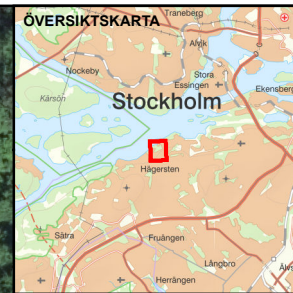 ÖVERSIKTSKARTA
Traneberg
Alvik
Nockeby
Stora
Essingen
Ekensberg
Kärsön
Stockholm
Hägersten
Sätra
Fruängen
Långbro
Herrängen